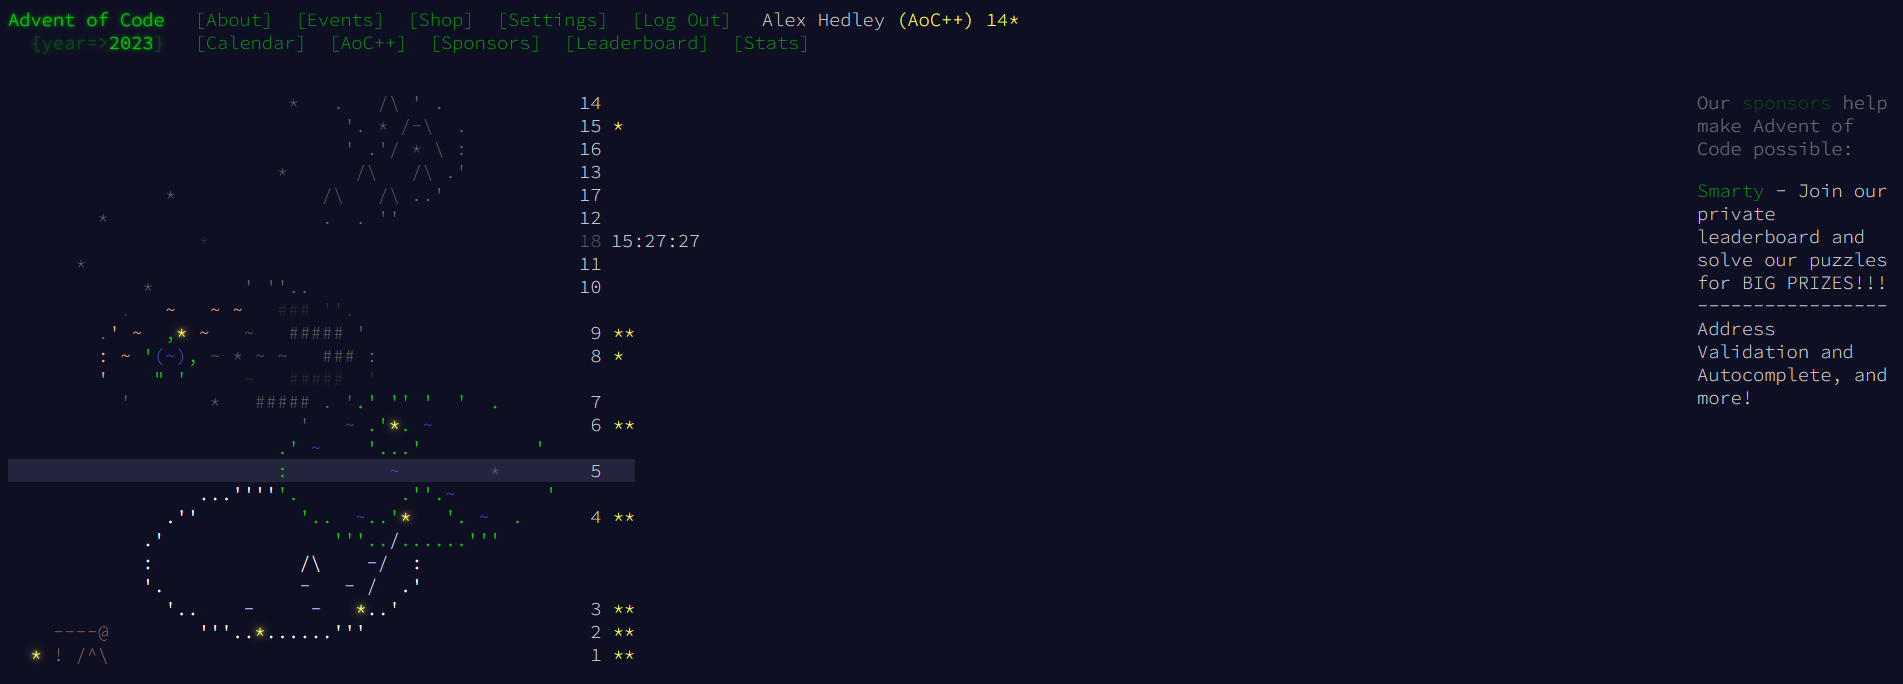 Advent of Code [About] [Events] [Shop] [Settings] [Log Out] Alex Hedley (AoC++) 14*
{year=>2023} [Calendar] [AoC++] [Sponsors] [Leaderboard] [Stats]
14
15 *
16
13
17
12
18 15:27:27
11
10
9 **
8 *
7
6 **
5
4 **
3 **
2 **
1 **
Our sponsors help
make Advent of
Code possible:
Smarty - Join our
private
leaderboard and
solve our puzzles
for BIG PRIZES!!!
-----------------
Address
Validation and
Autocomplete, and
more!